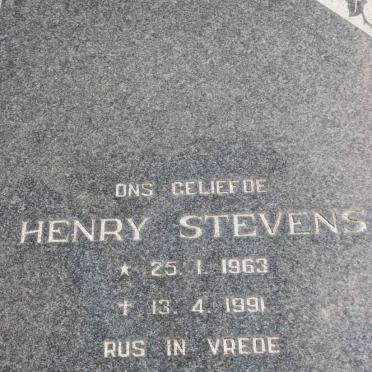 ONS GELIEFDE
HENRY STEVENS
★ 25. 1. 1963
✝ 13. 4. 1991
RUS IN VREDE